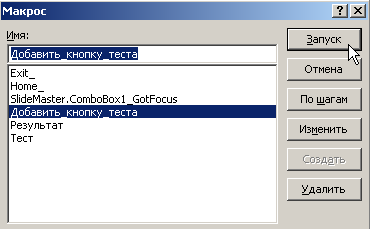 Макрос
Имя:
Добавить_кнопку_теста
Exit_
Home_
SlideMaster.ComboBox1_GotFocus
Добавить_кнопку_теста
Результат
Тест
Запуск
Отмена
По шагам
Изменить
Создать
Удалить